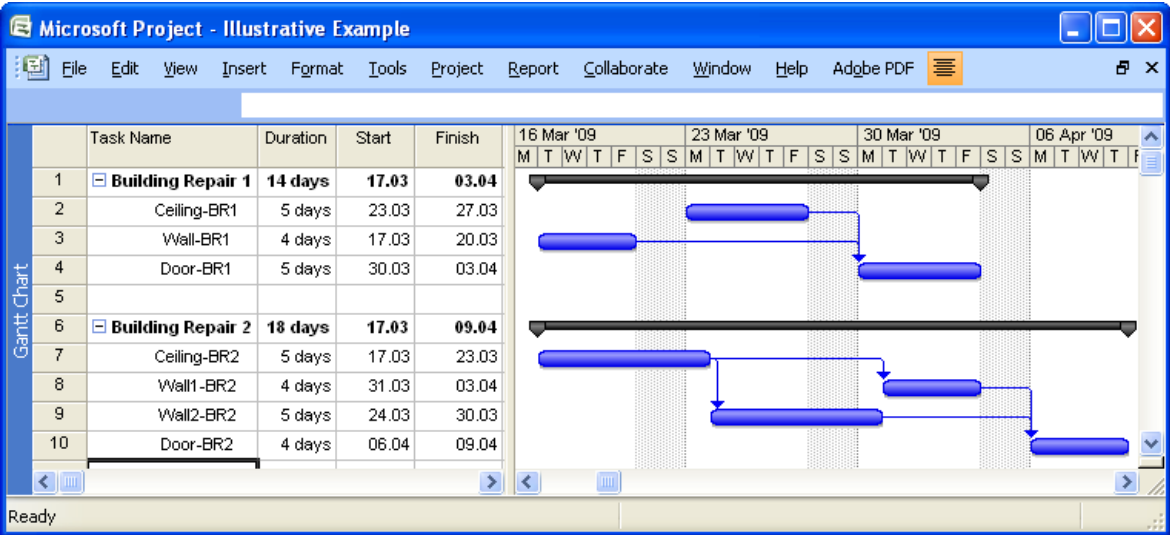 Microsoft Project - Illustrative Example
File Edit View Insert Format Tools Project Report Collaborate Window Help Adobe PDF
Task Name Duration Start Finish 16 Mar '09 23 Mar '09 30 Mar '09 06 Apr '09
M T W T F S S M T W T F S S M T W T F S S M T W T F
1 Building Repair 1 14 days 17.03 03.04
2 Ceiling-BR1 5 days 23.03 27.03
3 Wall-BR1 4 days 17.03 20.03
4 Door-BR1 5 days 30.03 03.04
5
6 Building Repair 2 18 days 17.03 09.04
7 Ceiling-BR2 5 days 17.03 23.03
8 Wall1-BR2 4 days 31.03 03.04
9 Wall2-BR2 5 days 24.03 30.03
10 Door-BR2 4 days 06.04 09.04
Gantt Chart
Ready